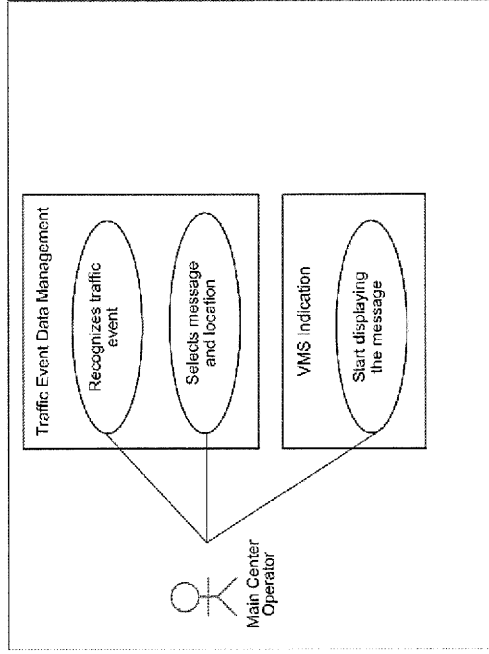 Traffic Event Data Management
Recognizes traffic
event
Selects message
and location
VMS Indication
Start displaying
the message
Main Center
Operator